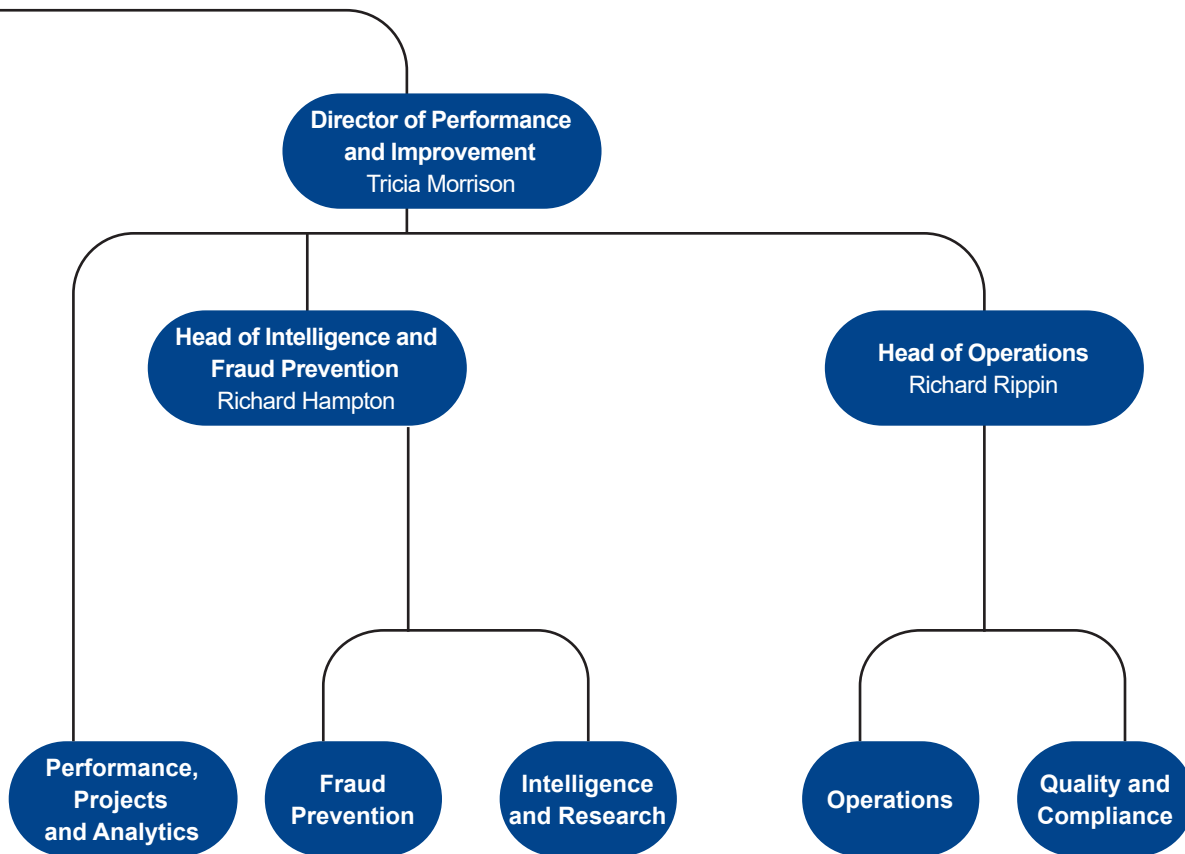 Director of Performance
and Improvement
Tricia Morrison
Head of Intelligence and
Fraud Prevention
Richard Hampton
Head of Operations
Richard Rippin
Performance,
Projects
and Analytics
Fraud
Prevention
Intelligence
and Research
Operations
Quality and
Compliance